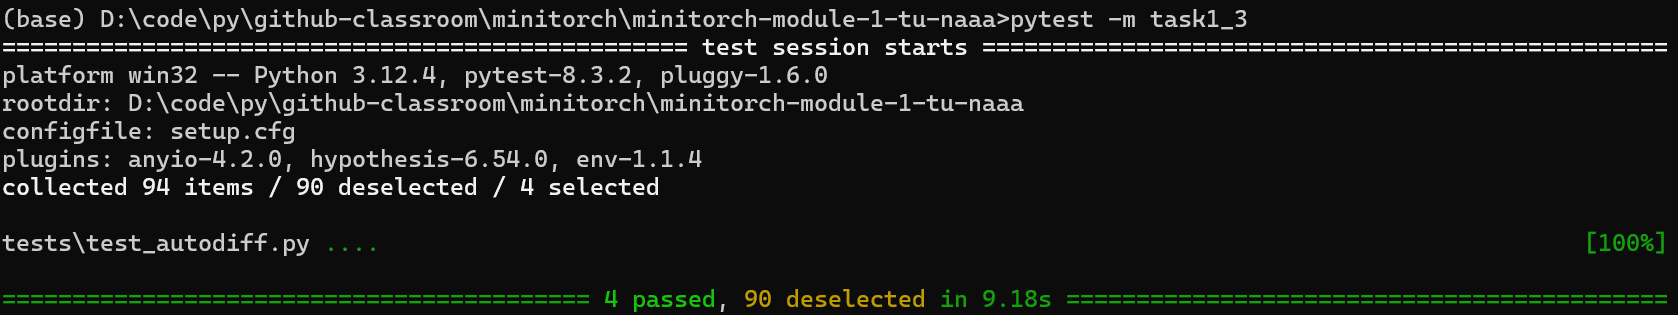 (base) D:\code\py\github-classroom\minitorch\minitorch-module-1-tu-naaa>pytest -m task1_3
================================================= test session starts =================================================
platform win32 -- Python 3.12.4, pytest-8.3.2, pluggy-1.6.0
rootdir: D:\code\py\github-classroom\minitorch\minitorch-module-1-tu-naaa
configfile: setup.cfg
plugins: anyio-4.2.0, hypothesis-6.54.0, env-1.1.4
collected 94 items / 90 deselected / 4 selected
tests\test_autodiff.py .... [100%]
========================================== 4 passed, 90 deselected in 9.18s ===========================================